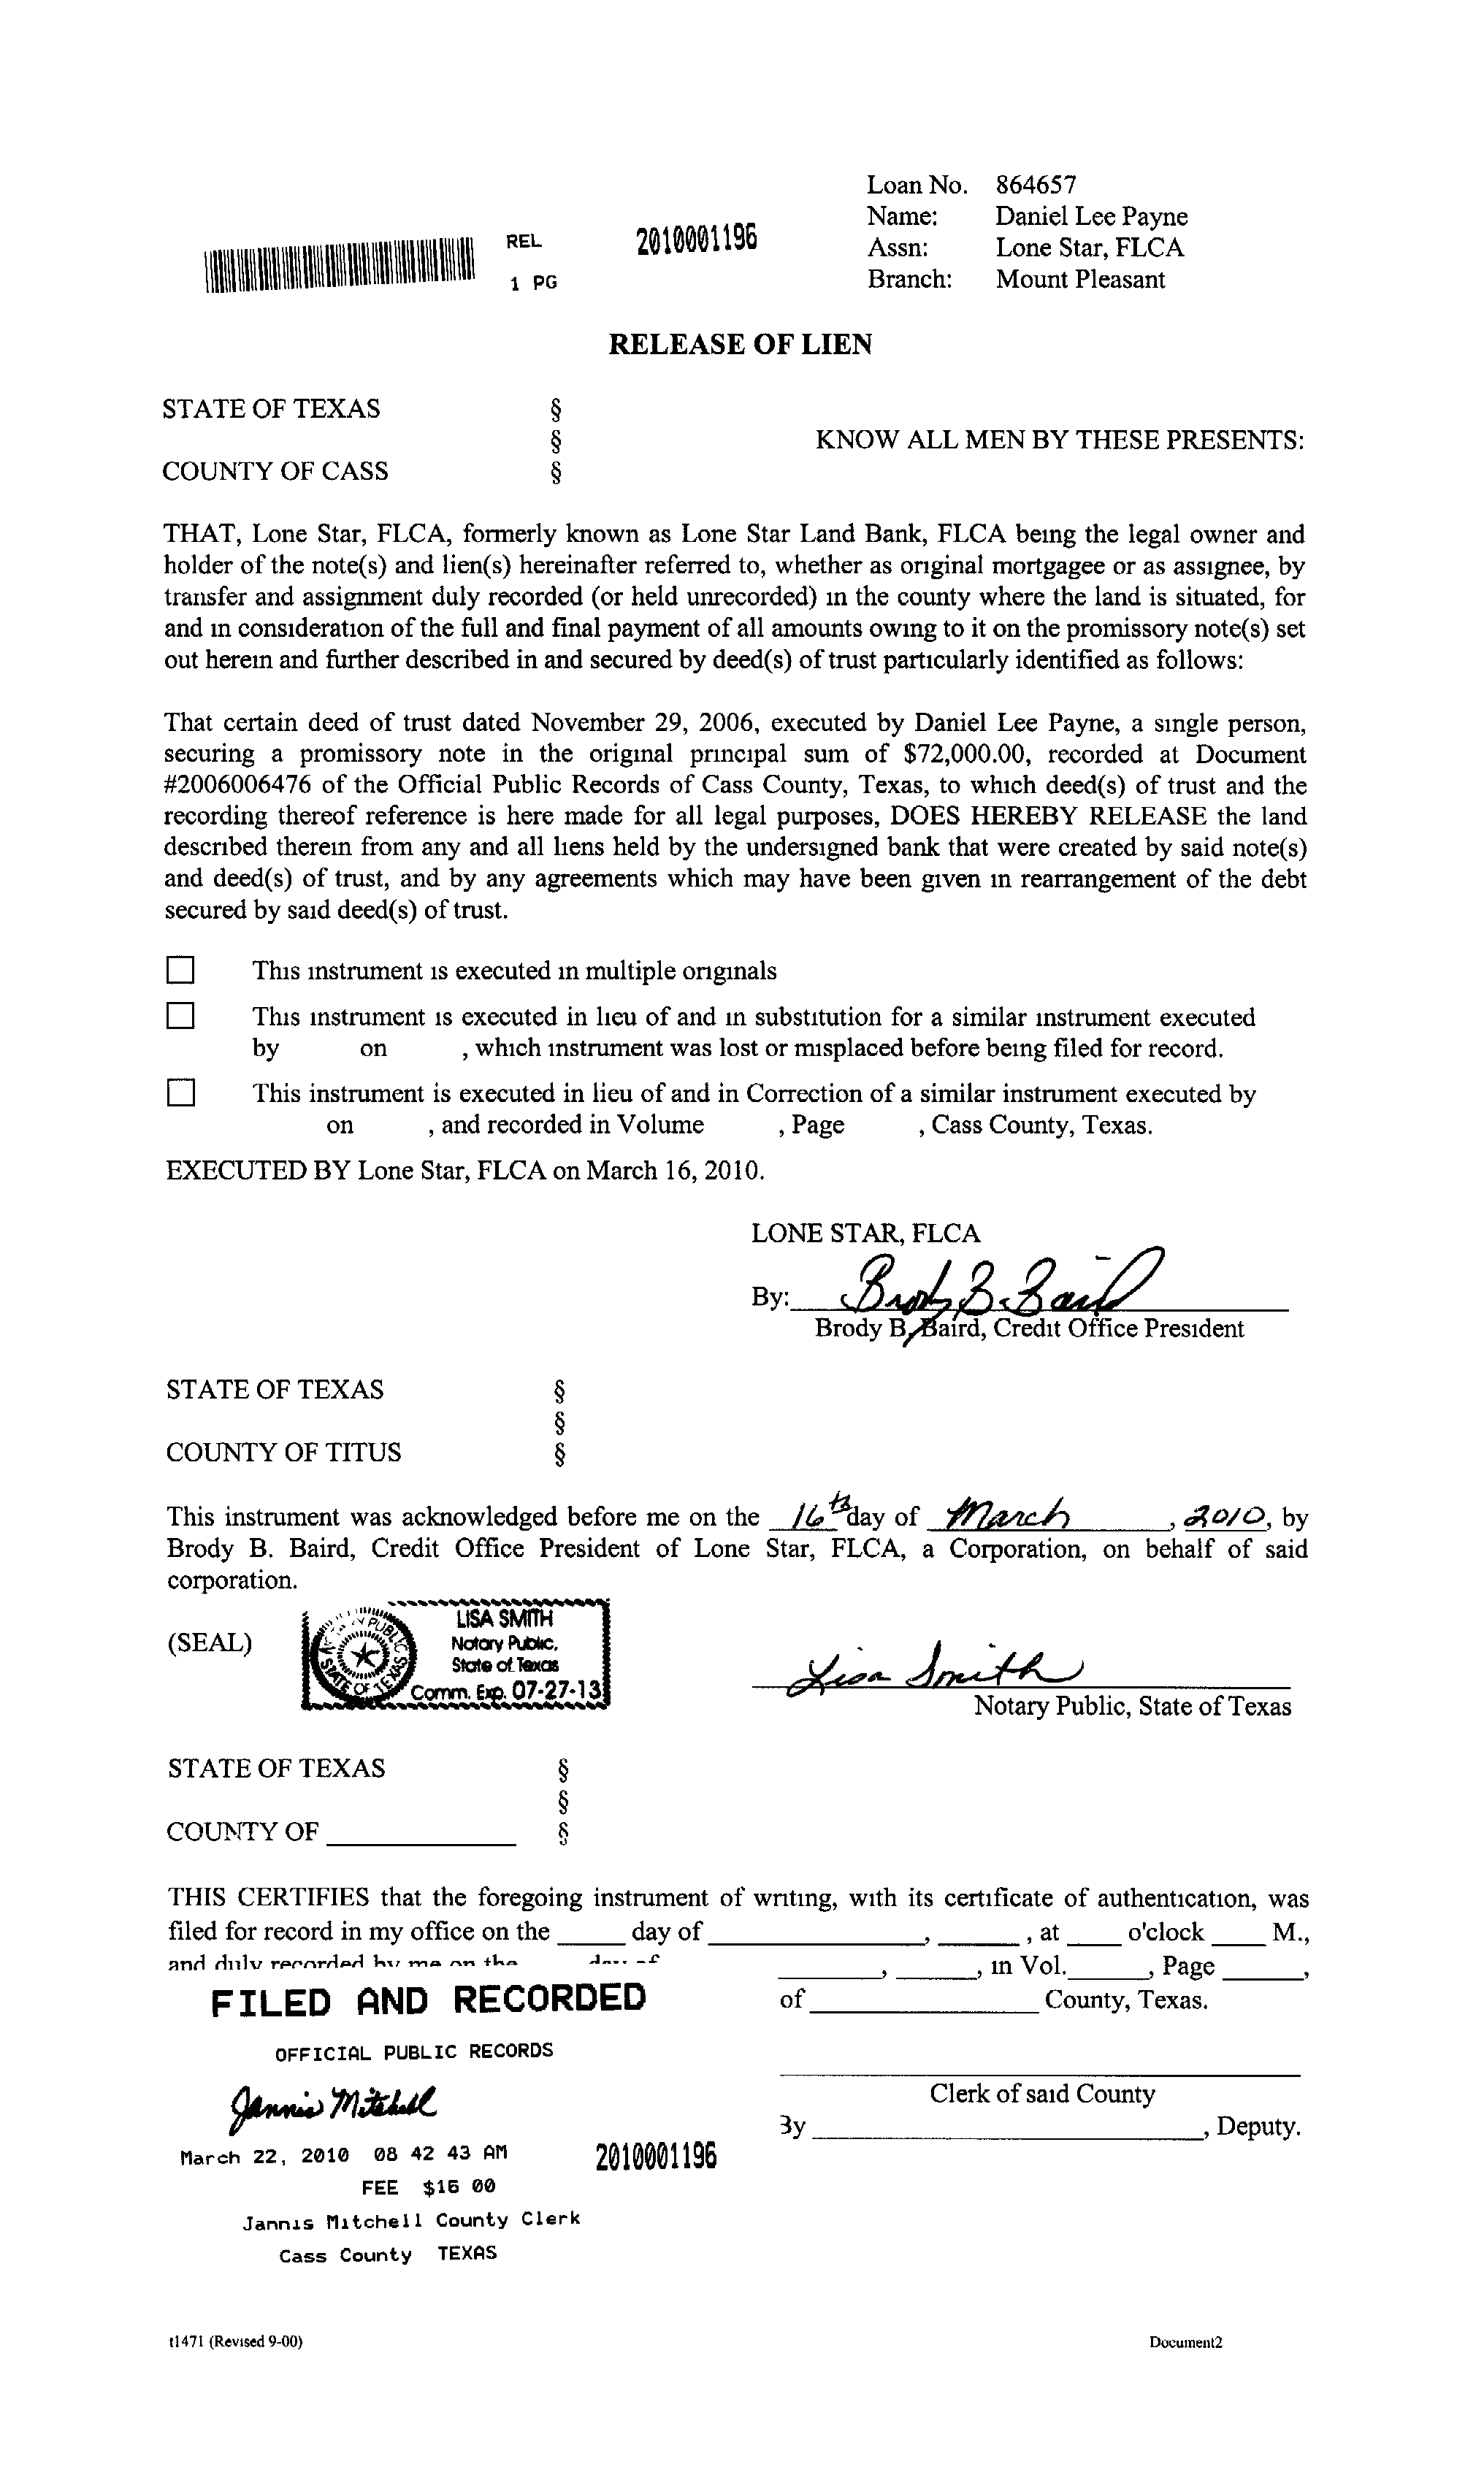 Loan No. 864657
Name: Daniel Lee Payne
Assn: Lone Star, FLCA
Branch: Mount Pleasant
REL 2010001196
1 PG
RELEASE OF LIEN
STATE OF TEXAS §
§ KNOW ALL MEN BY THESE PRESENTS:
COUNTY OF CASS §
THAT, Lone Star, FLCA, formerly known as Lone Star Land Bank, FLCA being the legal owner and
holder of the note(s) and lien(s) hereinafter referred to, whether as original mortgagee or as assignee, by
transfer and assignment duly recorded (or held unrecorded) in the county where the land is situated, for
and in consideration of the full and final payment of all amounts owing to it on the promissory note(s) set
out herein and further described in and secured by deed(s) of trust particularly identified as follows:
That certain deed of trust dated November 29, 2006, executed by Daniel Lee Payne, a single person,
securing a promissory note in the original principal sum of $72,000.00, recorded at Document
#2006006476 of the Official Public Records of Cass County, Texas, to which deed(s) of trust and the
recording thereof reference is here made for all legal purposes, DOES HEREBY RELEASE the land
described therein from any and all liens held by the undersigned bank that were created by said note(s)
and deed(s) of trust, and by any agreements which may have been given in rearrangement of the debt
secured by said deed(s) of trust.
This instrument is executed in multiple originals
This instrument is executed in lieu of and in substitution for a similar instrument executed
by on , which instrument was lost or misplaced before being filed for record.
This instrument is executed in lieu of and in Correction of a similar instrument executed by
on , and recorded in Volume , Page , Cass County, Texas.
EXECUTED BY Lone Star, FLCA on March 16, 2010.
LONE STAR, FLCA
By: Brody B. Baird
Brody B. Baird, Credit Office President
STATE OF TEXAS §
§
COUNTY OF TITUS §
This instrument was acknowledged before me on the 16th day of March , 2010, by
Brody B. Baird, Credit Office President of Lone Star, FLCA, a Corporation, on behalf of said
corporation.
(SEAL)
NOTARY PUBLIC
STATE OF TEXAS
LISA SMITH
Notary Public,
State of Texas
Comm. Exp. 07-27-13
Lisa Smith
Notary Public, State of Texas
STATE OF TEXAS §
§
COUNTY OF §
THIS CERTIFIES that the foregoing instrument of writing, with its certificate of authentication, was
filed for record in my office on the day of , , at o'clock M.,
and duly recorded by me on the day of , , in Vol. , Page ,
of County, Texas.
Clerk of said County
By , Deputy.
FILED AND RECORDED
OFFICIAL PUBLIC RECORDS
Jannis Mitchell
March 22, 2010 08 42 43 AM 2010001196
FEE $16 00
Jannis Mitchell County Clerk
Cass County TEXAS
t1471 (Revised 9-00) Document2